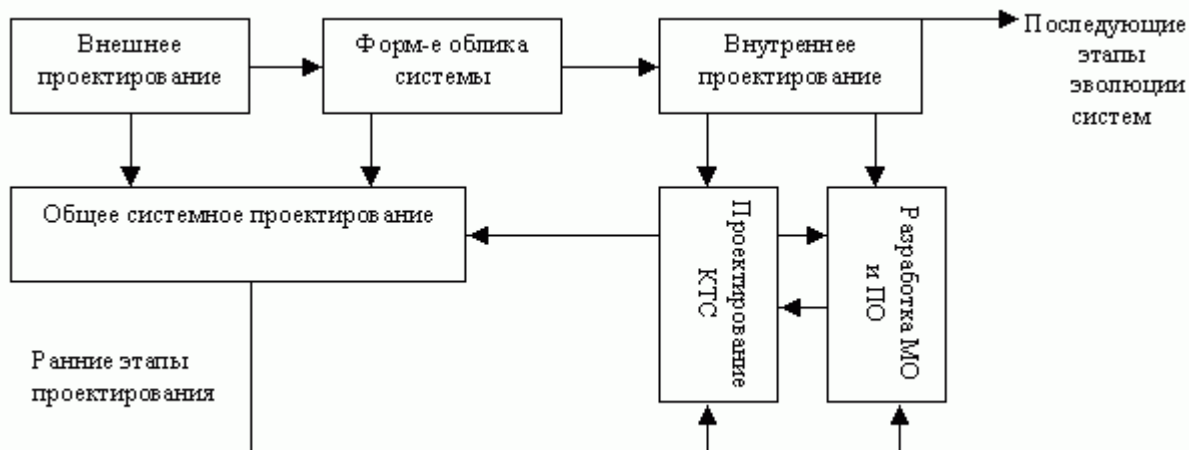 Внешнее
проектирование
Форм-е облика
системы
Внутреннее
проектирование
Последующие
этапы
эволюции
систем
Общее системное проектирование
Проектирование
КТС
Разработка МО
и ПО
Ранние этапы
проектирования